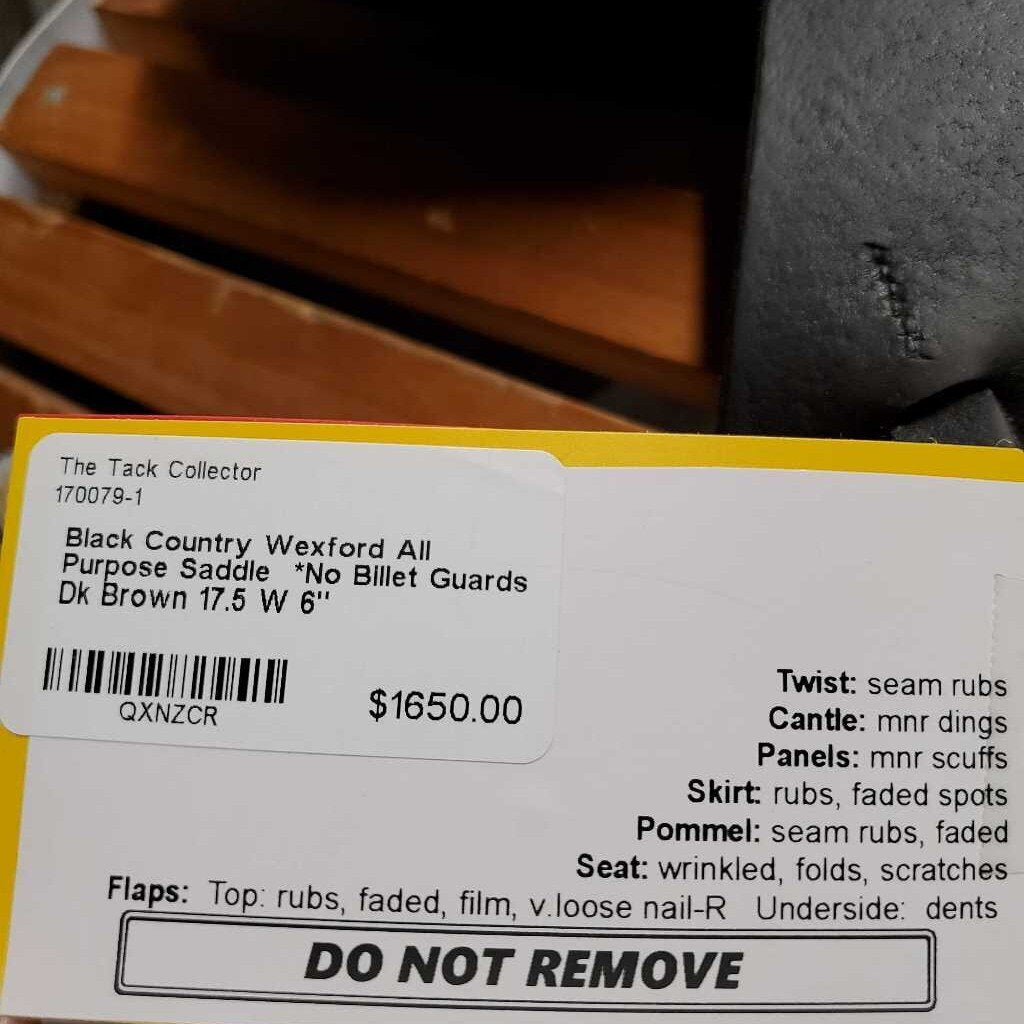 The Tack Collector
170079-1
Black Country Wexford All
Purpose Saddle *No Billet Guards
Dk Brown 17.5 W 6''
QXNZCR
$1650.00
Twist: seam rubs
Cantle: mnr dings
Panels: mnr scuffs
Skirt: rubs, faded spots
Pommel: seam rubs, faded
Seat: wrinkled, folds, scratches
Flaps: Top: rubs, faded, film, v.loose nail-R Underside: dents
DO NOT REMOVE